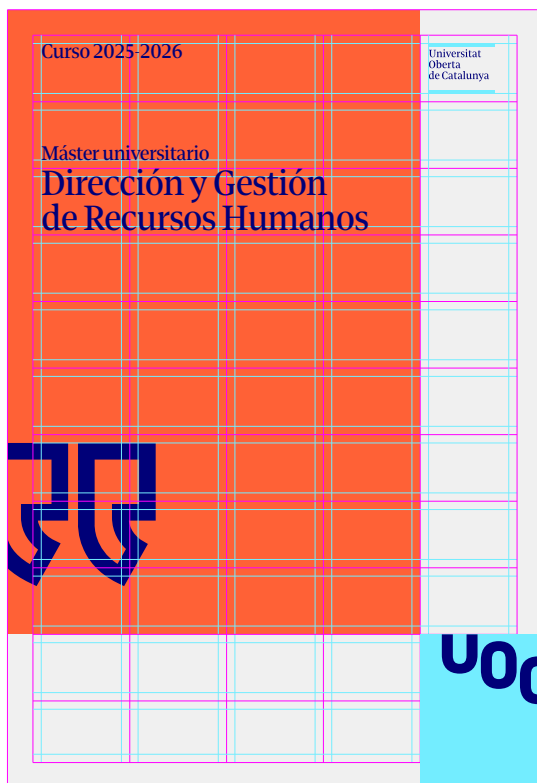 Curso 2025-2026
Universitat
Oberta
de Catalunya
Máster universitario
Dirección y Gestión
de Recursos Humanos
UOC